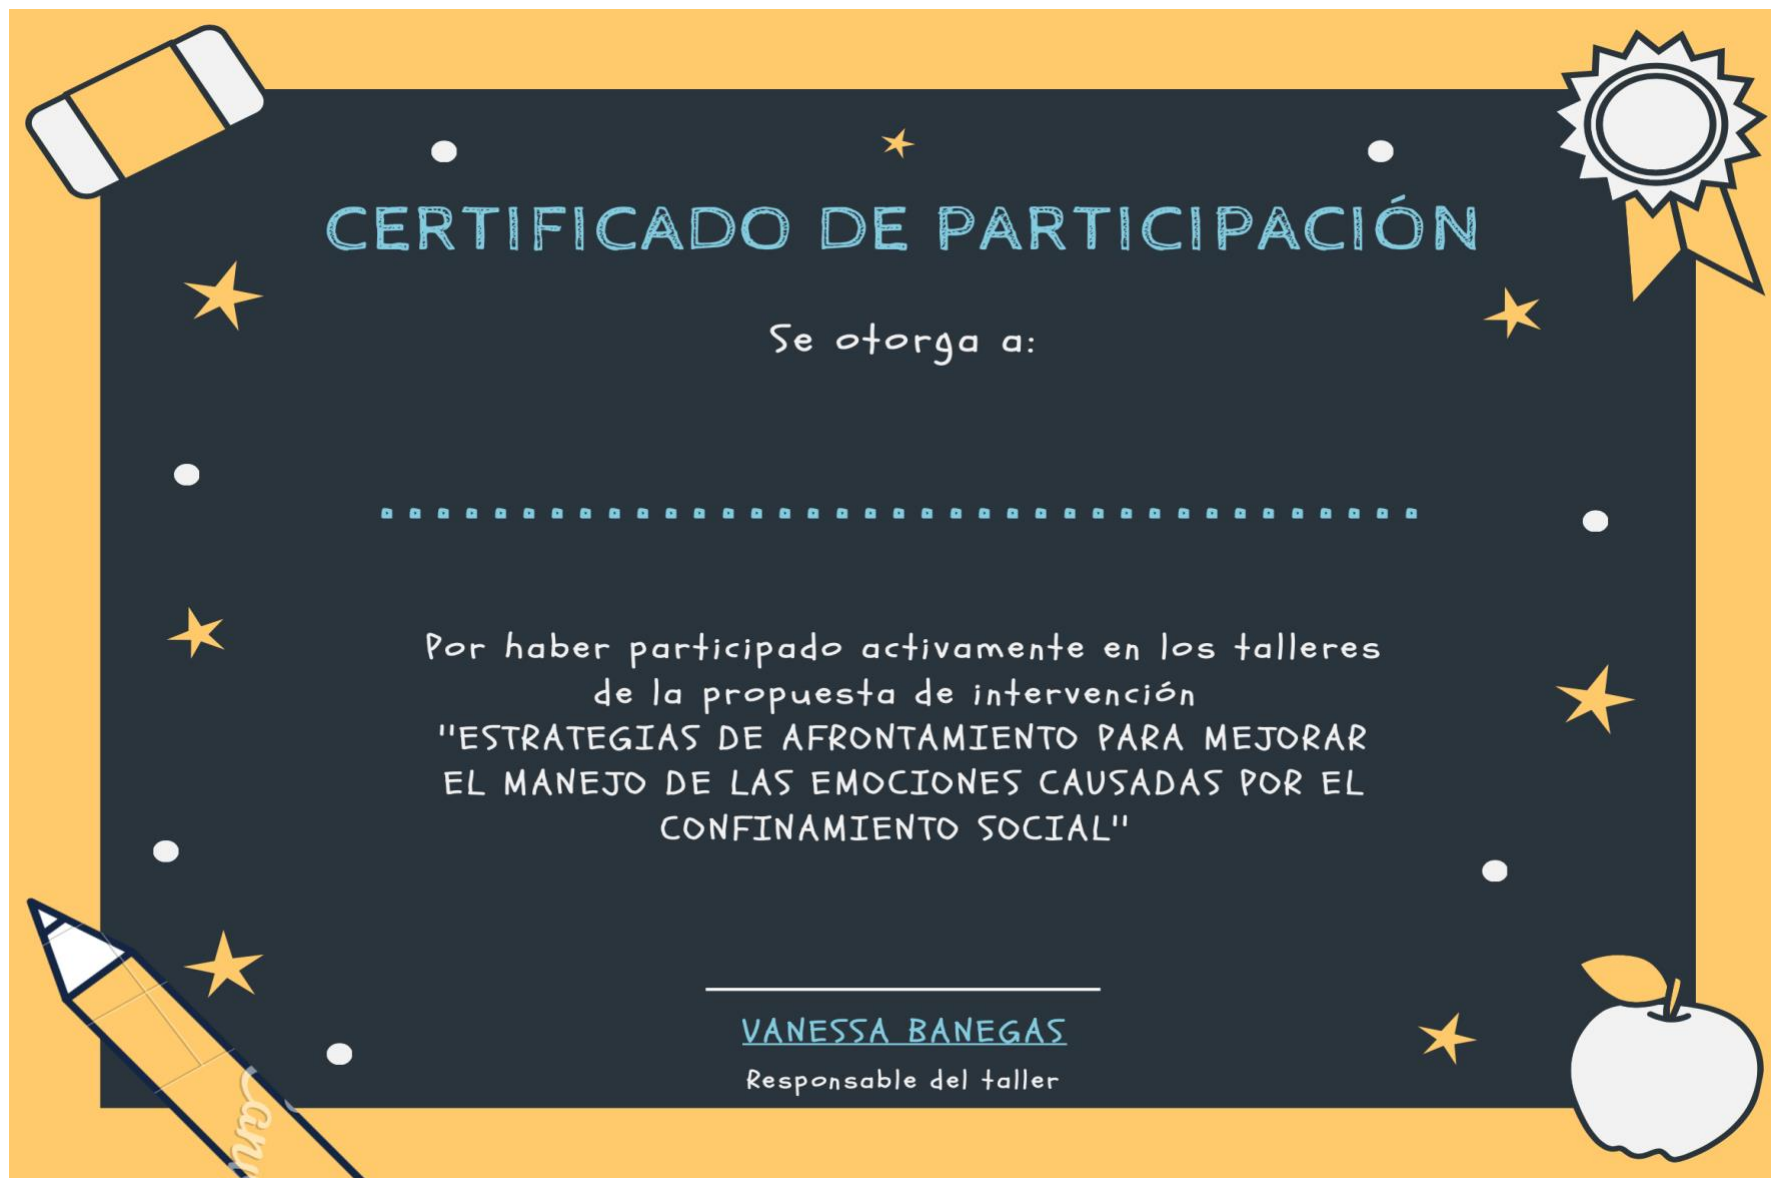 CERTIFICADO DE PARTICIPACIÓN
Se otorga a:
Por haber participado activamente en los talleres
de la propuesta de intervención
"ESTRATEGIAS DE AFRONTAMIENTO PARA MEJORAR
EL MANEJO DE LAS EMOCIONES CAUSADAS POR EL
CONFINAMIENTO SOCIAL"
VANESSA BANEGAS
Responsable del taller